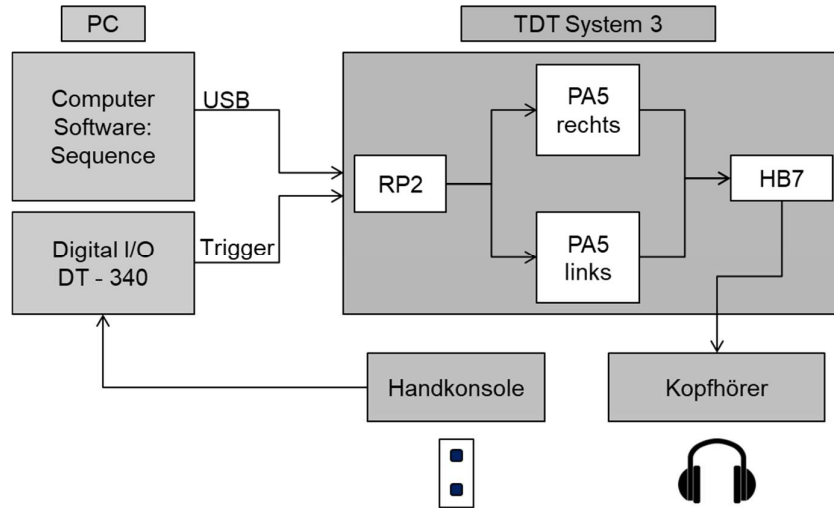 PC
TDT System 3
Computer
Software:
Sequence
USB
PA5
rechts
RP2
HB7
Digital I/O
DT - 340
Trigger
PA5
links
Handkonsole
Kopfhörer